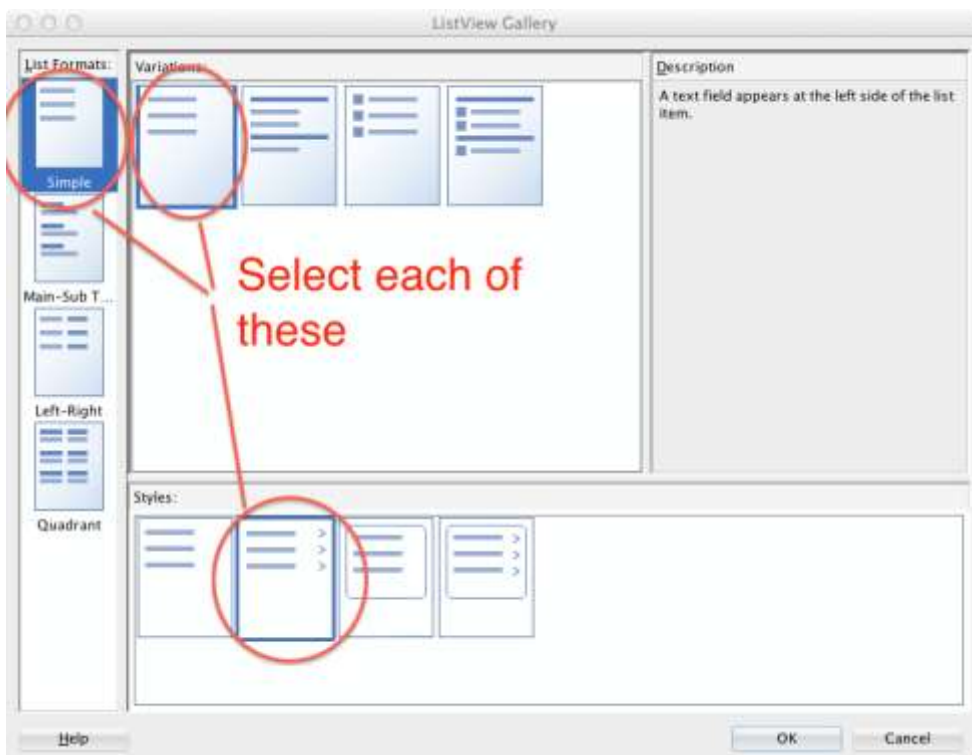 ListView Gallery
List Formats:
Variations:
Description
A text field appears at the left side of the list
item.
Simple
Main-Sub T...
Left-Right
Quadrant
Select each of
these
Styles:
Help
OK
Cancel